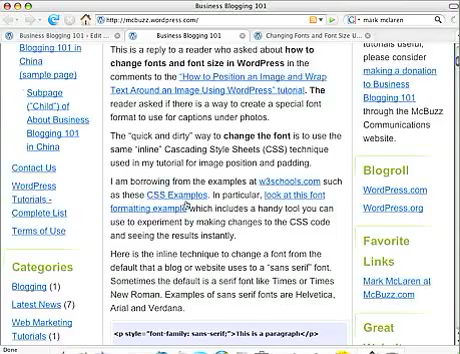 Business Blogging 101
http://mcbuzz.wordpress.com/
mark mclaren
Business Blogging 101 › Edit ...
Business Blogging 101
Changing Fonts and Font Size U...
Blogging 101 in
China
(sample page)
Subpage
("Child") of
About Business
Blogging 101
in China
Contact Us
WordPress
Tutorials -
Complete List
Terms of Use
Categories
Blogging (1)
Latest News (7)
Web Marketing
Tutorials (1)
This is a reply to a reader who asked about how to
change fonts and font size in WordPress in the
comments to the "How to Position an Image and Wrap
Text Around an Image Using WordPress" tutorial. The
reader asked if there is a way to create a special font
format to use for captions under photos.
The "quick and dirty" way to change the font is to use the
same "inline" Cascading Style Sheets (CSS) technique
used in my tutorial for image position and padding.
I am borrowing from the examples at w3schools.com such
as these CSS Examples. In particular, look at this font
formatting example which includes a handy tool you can
use to experiment by making changes to the CSS code
and seeing the results instantly.
Here is the inline technique to change a font from the
default that a blog or website uses to a "sans serif" font.
Sometimes the default is a serif font like Times or Times
New Roman. Examples of sans serif fonts are Helvetica,
Arial and Verdana.
<p style="font-family: sans-serif;">This is a paragraph</p>
tutorials useful,
please consider
making a donation
to Business
Blogging 101
through the McBuzz
Communications
website.
Blogroll
WordPress.com
WordPress.org
Favorite
Links
Mark McLaren at
McBuzz.com
Great
Done